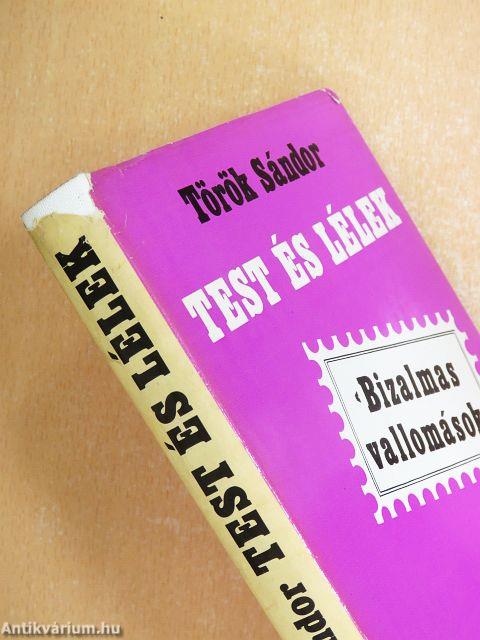 Török Sándor
TEST ÉS LÉLEK
Bizalmas
vallomások
ndor TEST ÉS LÉLEK
Antikvárium.hu